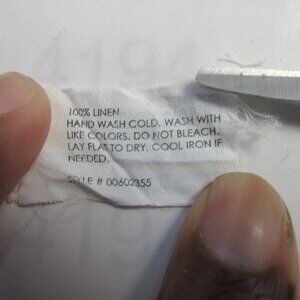 100% LINEN
HAND WASH COLD. WASH WITH
LIKE COLORS. DO NOT BLEACH.
LAY FLAT TO DRY. COOL IRON IF
NEEDED.
STYLE # 00602355